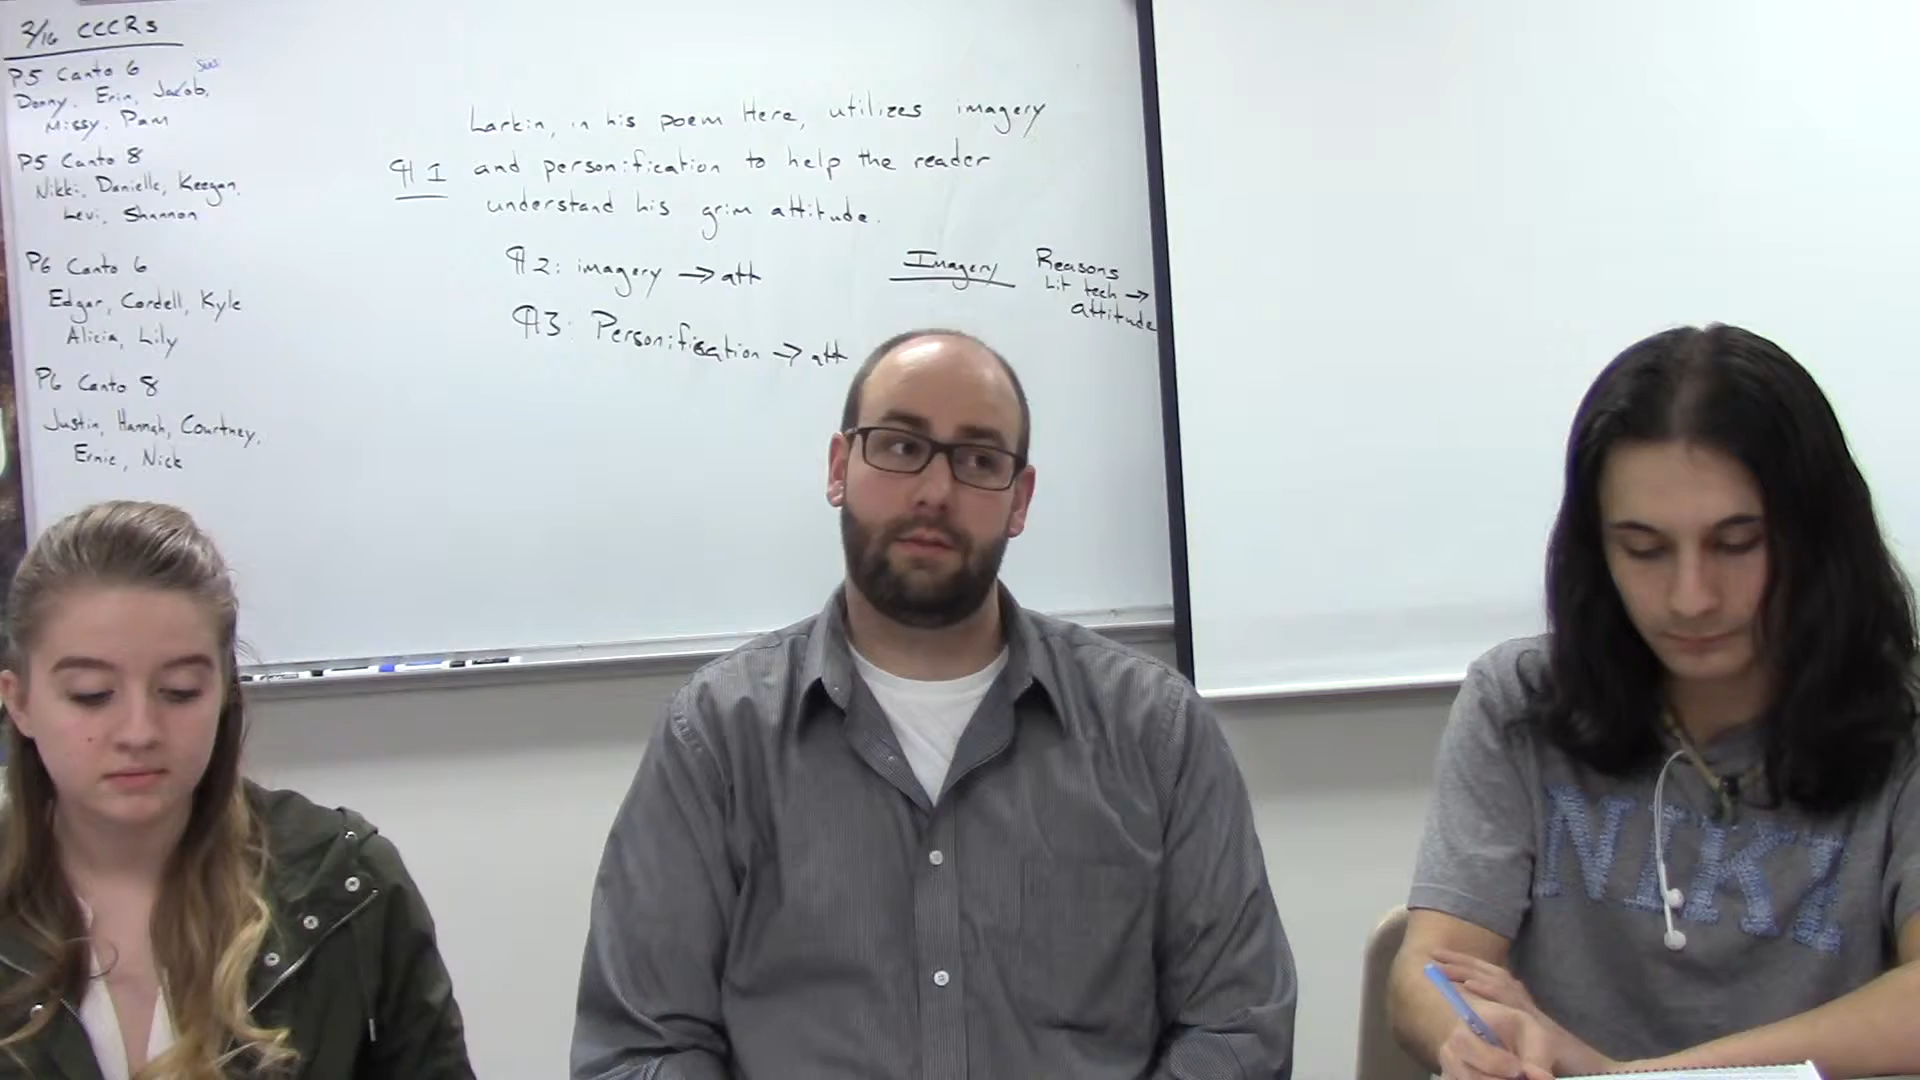 3/16 CCCRs
P5 Canto 6
Donny, Erin, Jacob,
Missy, Pam
P5 Canto 8
Nikki, Danielle, Keegan,
Levi, Shannon
P6 Canto 6
Edgar, Cordell, Kyle
Alicia, Lily
P6 Canto 8
Justin, Hannah, Courtney,
Ernie, Nick
Larkin, in his poem Here, utilizes imagery
¶ 1 and personification to help the reader
understand his grim attitude.
¶ 2: imagery → att
¶ 3: Personification → att
Imagery
Reasons
Lit tech →
attitude
NIKE